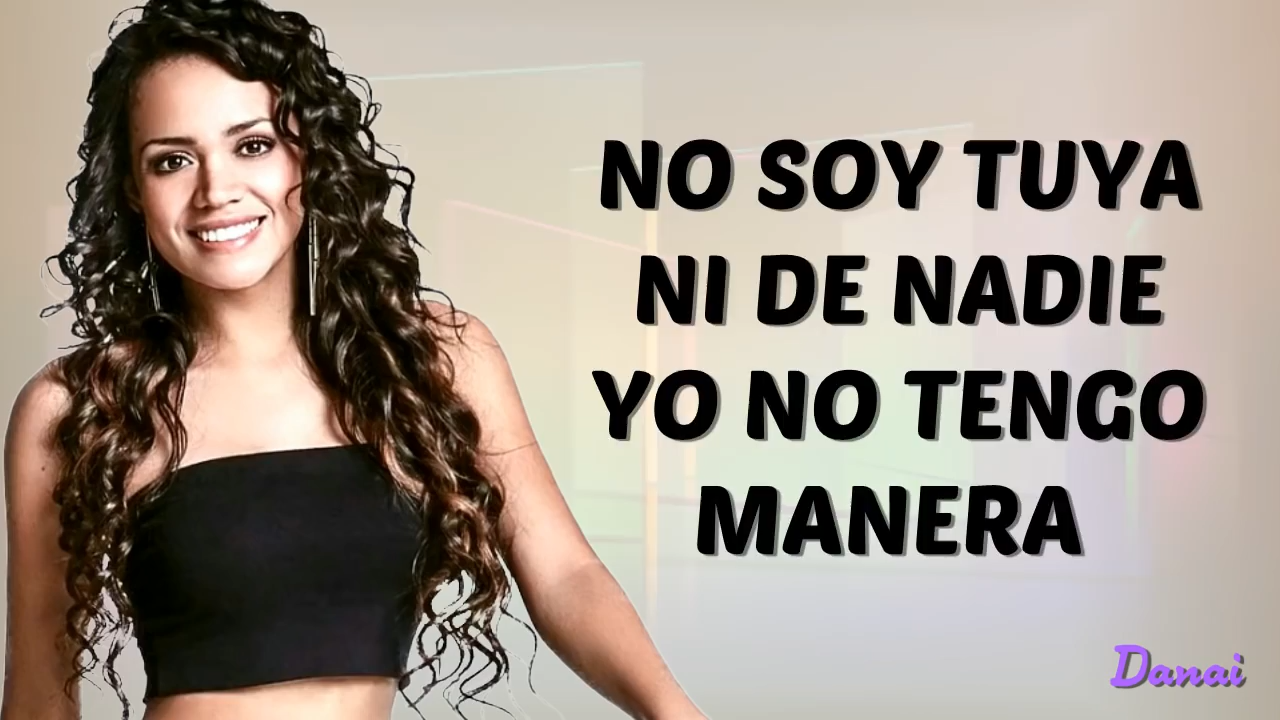 NO SOY TUYA
NI DE NADIE
YO NO TENGO
MANERA
Danai